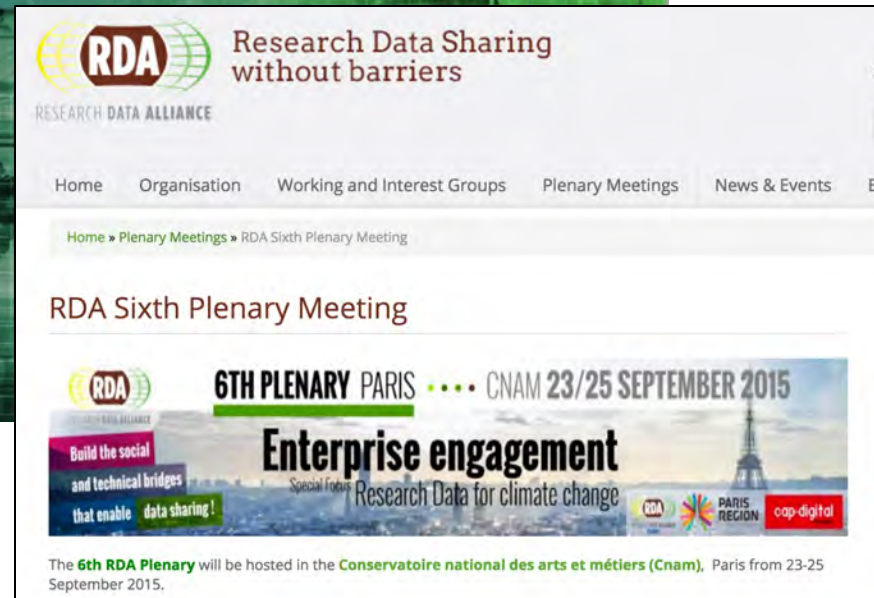 RDA
Research Data Sharing
without barriers
RESEARCH DATA ALLIANCE
Home Organisation Working and Interest Groups Plenary Meetings News & Events
Home » Plenary Meetings » RDA Sixth Plenary Meeting
RDA Sixth Plenary Meeting
RDA
6TH PLENARY PARIS •••• CNAM 23/25 SEPTEMBER 2015
RESEARCH DATA ALLIANCE
Build the social
and technical bridges
that enable data sharing!
Enterprise engagement
Special Focus Research Data for climate change
RDA
PARIS
REGION
cap-digital
The 6th RDA Plenary will be hosted in the Conservatoire national des arts et métiers (Cnam), Paris from 23-25
September 2015.